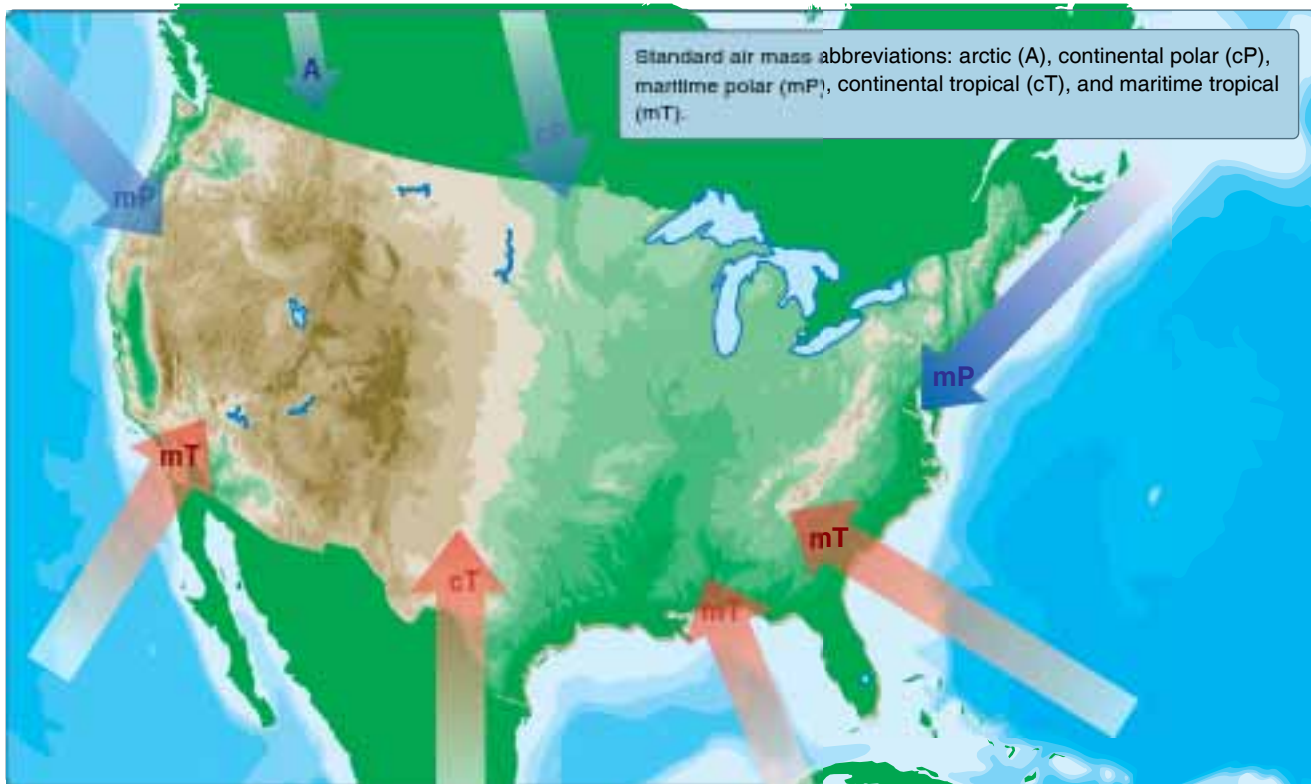 A
Standard air mass abbreviations: arctic (A), continental polar (cP),
maritime polar (mP), continental tropical (cT), and maritime tropical
(mT).
cP
mP
mP
mT
mT
cT
mT